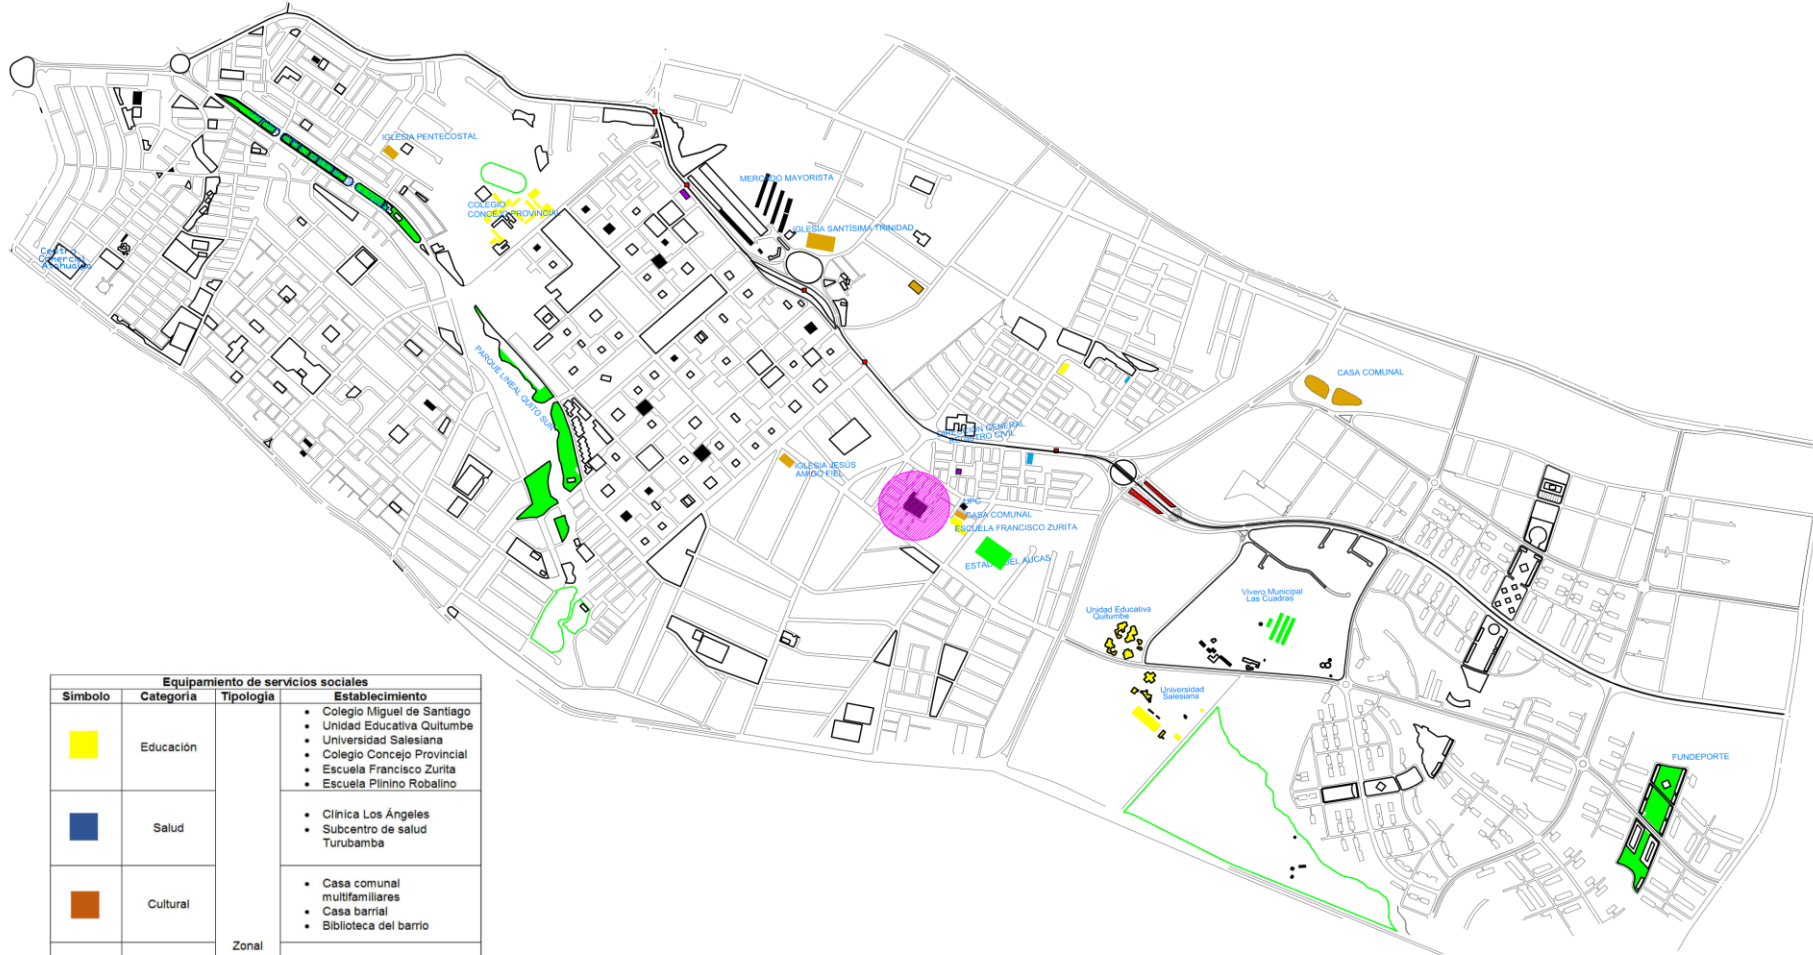 IGLESIA PENTECOSTAL
MERCADO MAYORISTA
COLEGIO
CONCEJO PROVINCIAL
IGLESIA SANTÍSIMA TRINIDAD
Centro
Comercial
Atahualpa
PARQUE LINEAL QUITO SUR
CASA COMUNAL
DIRECCIÓN GENERAL
REGISTRO CIVIL
IGLESIA JESÚS
AMIGO FIEL
UPC
CASA COMUNAL
ESCUELA FRANCISCO ZURITA
ESTADIO DEL AUCAS
Vivero Municipal
Las Cuadras
Unidad Educativa
Quitumbe
Universidad
Salesiana
FUNDEPORTE
Equipamiento de servicios sociales
Símbolo Categoría Tipología Establecimiento
Educación
• Colegio Miguel de Santiago
• Unidad Educativa Quitumbe
• Universidad Salesiana
• Colegio Concejo Provincial
• Escuela Francisco Zurita
• Escuela Plinino Robalino
Salud
• Clínica Los Ángeles
• Subcentro de salud
Turubamba
Cultural
• Casa comunal
multifamiliares
• Casa barrial
• Biblioteca del barrio
Zonal